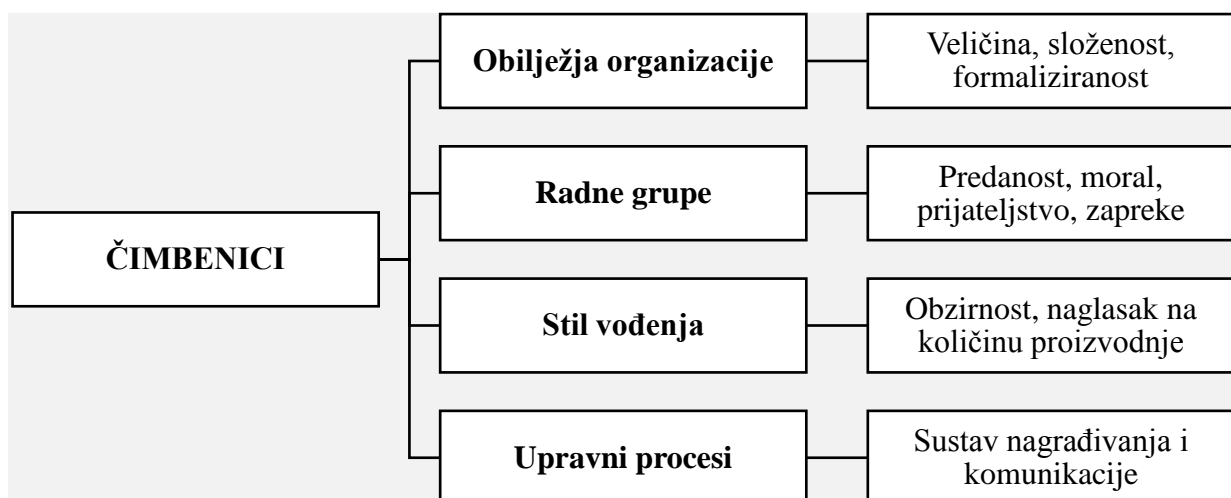 Obilježja organizacije
Veličina, složenost,
formaliziranost
Radne grupe
Predanost, moral,
prijateljstvo, zapreke
ČIMBENICI
Stil vođenja
Obzirnost, naglasak na
količinu proizvodnje
Upravni procesi
Sustav nagrađivanja i
komunikacije